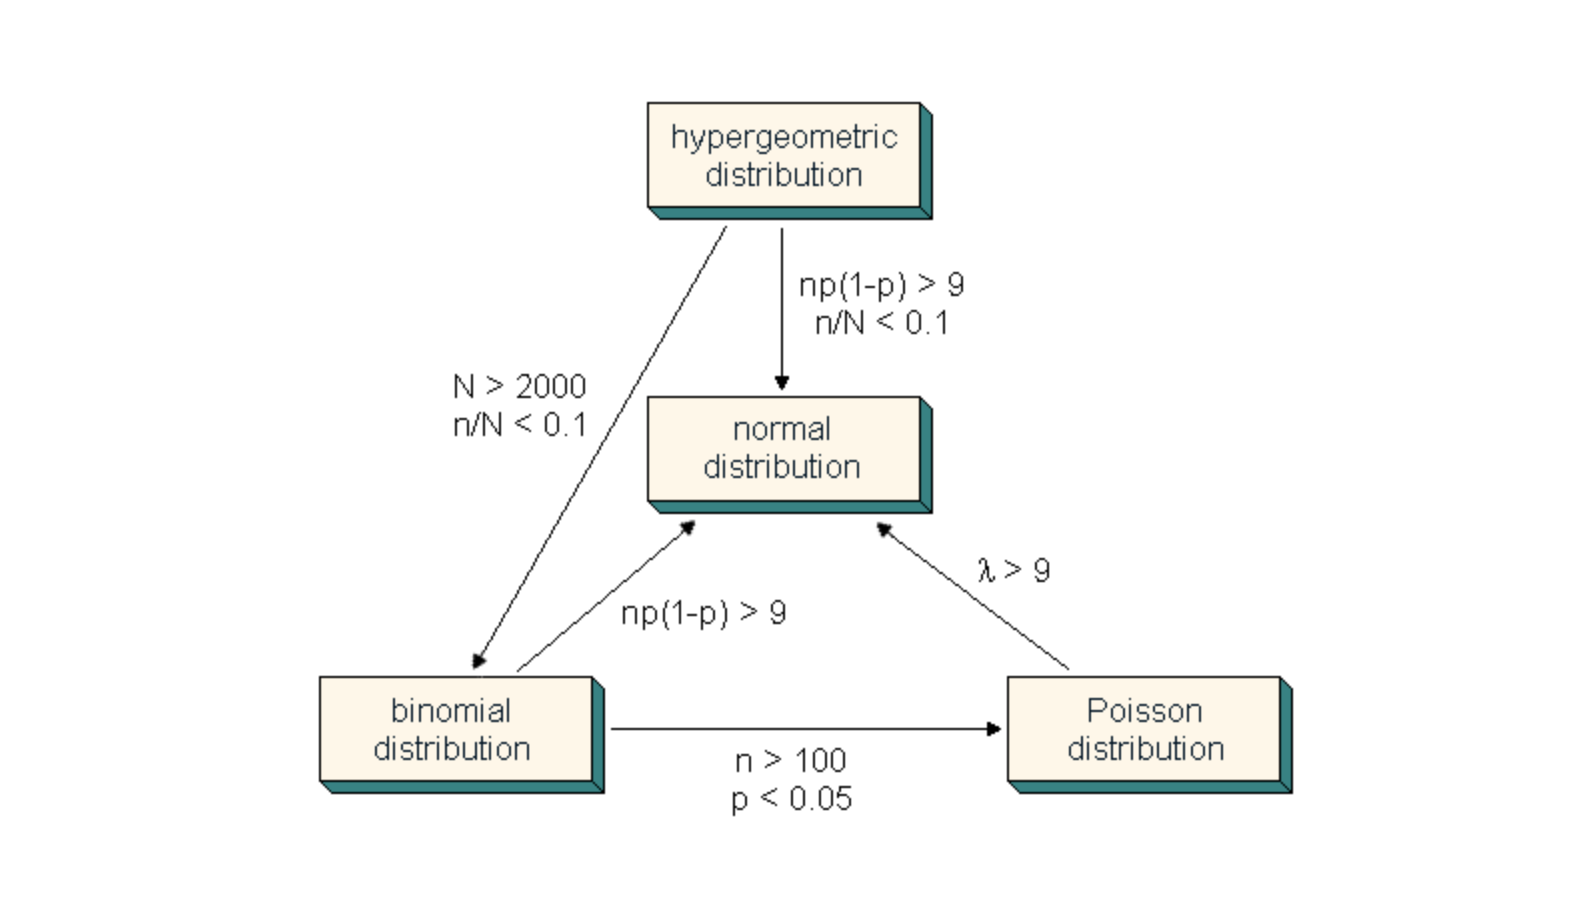 hypergeometric
distribution
np(1-p) > 9
n/N < 0.1
N > 2000
n/N < 0.1
normal
distribution
λ > 9
np(1-p) > 9
binomial
distribution
Poisson
distribution
n > 100
p < 0.05